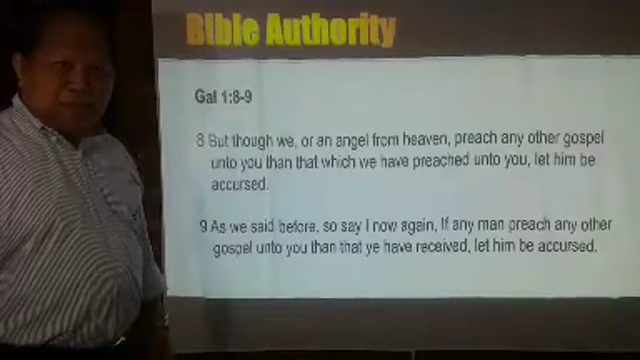 Bible Authority
Gal 1:8-9
8 But though we, or an angel from heaven, preach any other gospel
unto you than that which we have preached unto you, let him be
accursed.
9 As we said before, so say I now again, If any man preach any other
gospel unto you than that ye have received, let him be accursed.